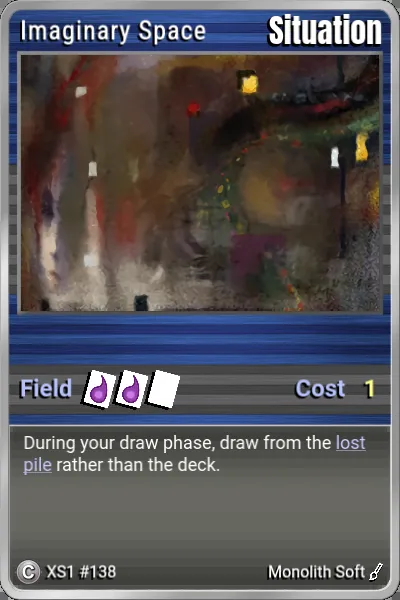 Imaginary Space Situation
Field Cost 1
During your draw phase, draw from the lost
pile rather than the deck.
C XS1 #138 Monolith Soft